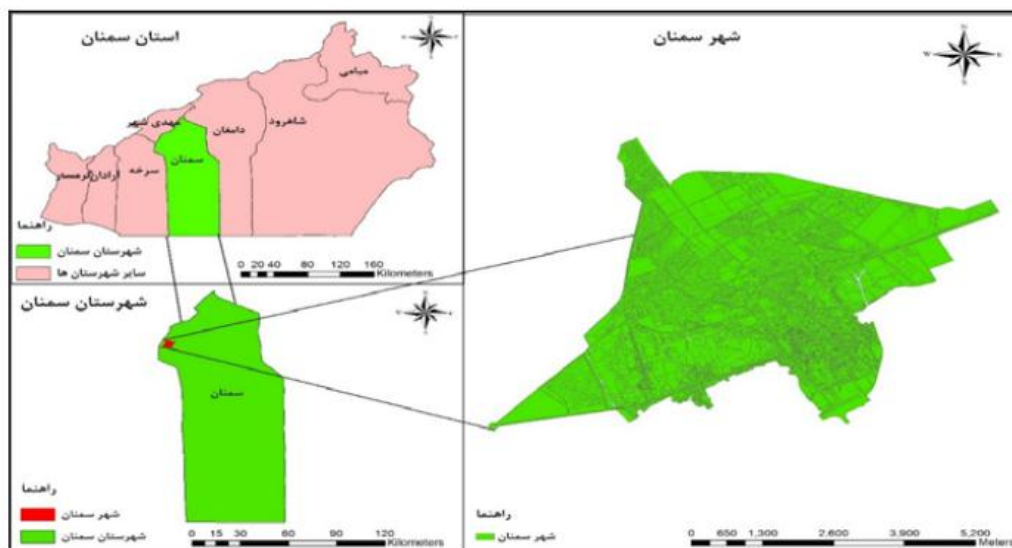 استان سمنان
میامی
شاهرود
دامغان
مهدی شهر
سمنان
سرخه
آرادان
گرمسار
راهنما
شهرستان سمنان
سایر شهرستان ها
0 20 40 80 120 160
Kilometers
شهرستان سمنان
سمنان
راهنما
شهر سمنان
شهرستان سمنان
0 15 30 60 90 120
Kilometers
شهر سمنان
N
W E
S
راهنما
شهر سمنان
0 650 1,300 2,600 3,900 5,200
Meters